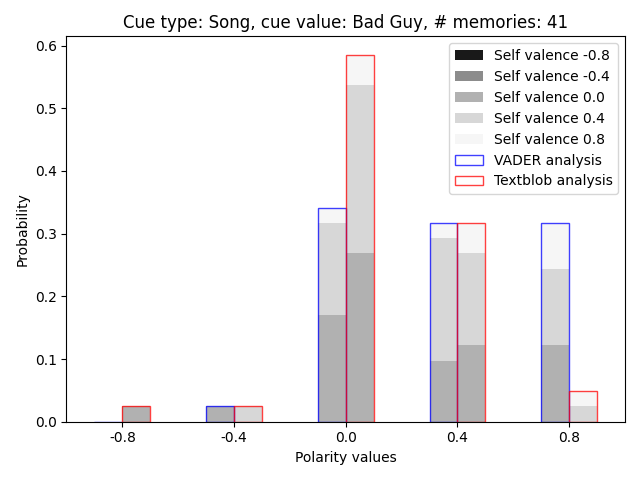 Cue type: Song, cue value: Bad Guy, # memories: 41
Self valence -0.8
Self valence -0.4
Self valence 0.0
Self valence 0.4
Self valence 0.8
VADER analysis
Textblob analysis
Probability
0.6
0.5
0.4
0.3
0.2
0.1
0.0
-0.8 -0.4 0.0 0.4 0.8
Polarity values